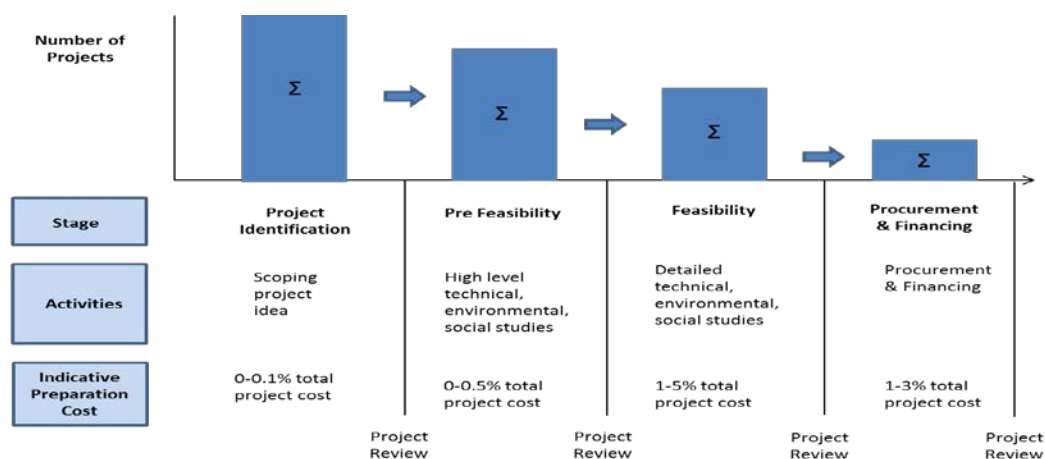 Number of
Projects
Σ
Σ
Σ
Σ
Stage
Project
Identification
Pre Feasibility
Feasibility
Procurement
& Financing
Activities
Scoping
project
idea
High level
technical,
environmental,
social studies
Detailed
technical,
environmental,
social studies
Procurement
& Financing
Indicative
Preparation
Cost
0-0.1% total
project cost
0-0.5% total
project cost
1-5% total
project cost
1-3% total
project cost
Project
Review
Project
Review
Project
Review
Project
Review